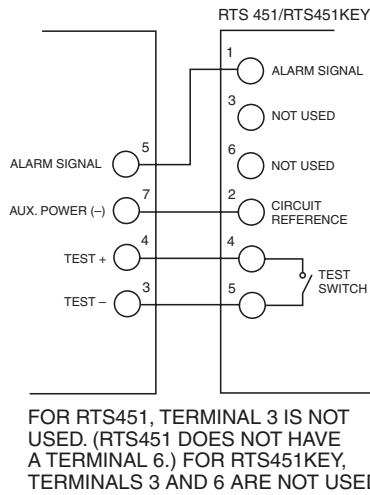 RTS 451/RTS451KEY
1
ALARM SIGNAL
3
NOT USED
6
NOT USED
5
ALARM SIGNAL
7
AUX. POWER (–)
2
CIRCUIT
REFERENCE
4
TEST +
4
TEST
SWITCH
3
TEST –
5
FOR RTS451, TERMINAL 3 IS NOT
USED. (RTS451 DOES NOT HAVE
A TERMINAL 6.) FOR RTS451KEY,
TERMINALS 3 AND 6 ARE NOT USED